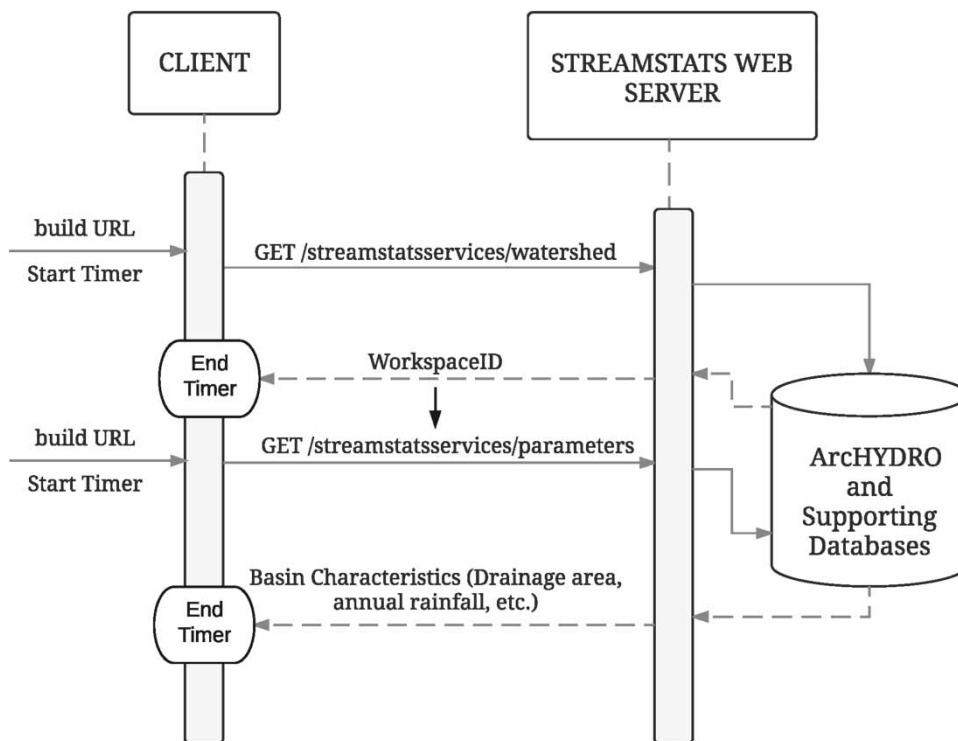 CLIENT
STREAMSTATS WEB
SERVER
build URL
Start Timer
GET /streamstatsservices/watershed
End
Timer
WorkspaceID
build URL
Start Timer
GET /streamstatsservices/parameters
ArcHYDRO
and
Supporting
Databases
Basin Characteristics (Drainage area,
annual rainfall, etc.)
End
Timer